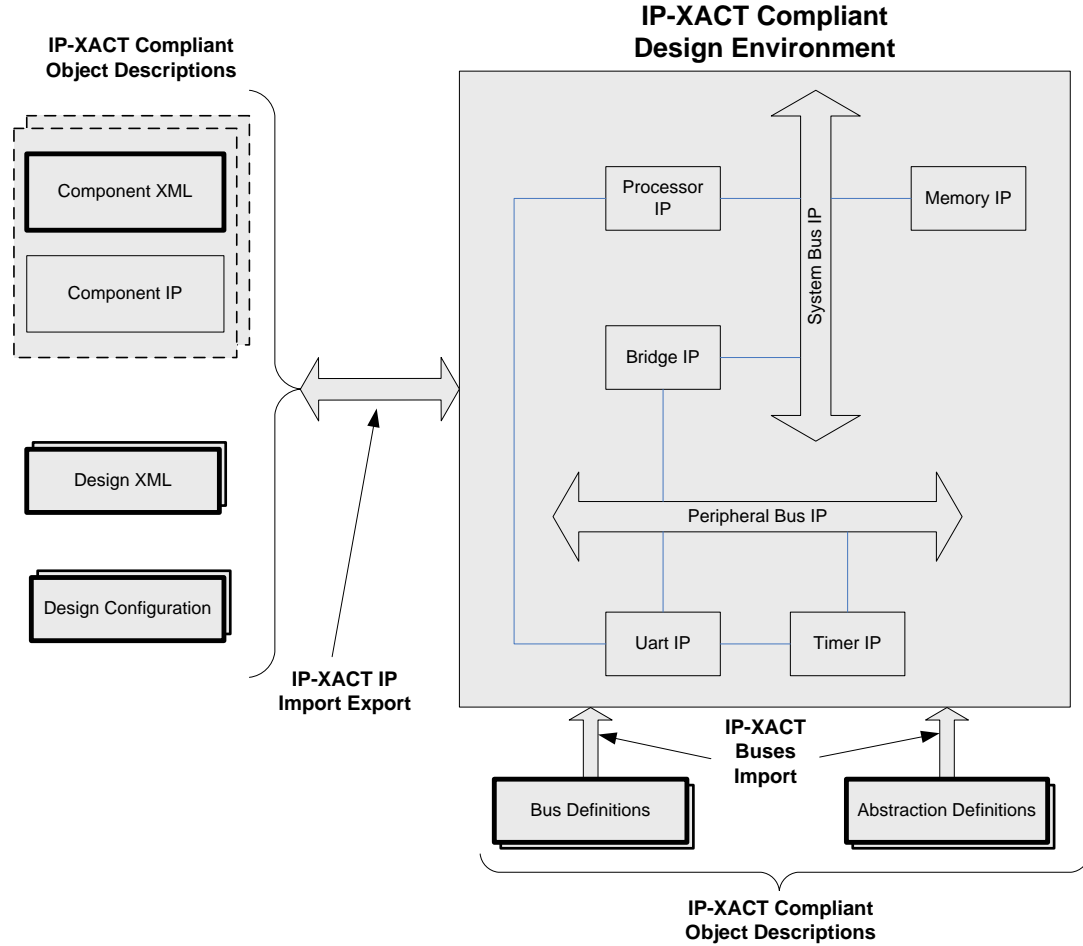 IP-XACT Compliant
Design Environment
IP-XACT Compliant
Object Descriptions
Component XML
Component IP
Design XML
Design Configuration
IP-XACT IP
Import Export
Processor
IP
System Bus IP
Memory IP
Bridge IP
Peripheral Bus IP
Uart IP
Timer IP
IP-XACT
Buses
Import
Bus Definitions
Abstraction Definitions
IP-XACT Compliant
Object Descriptions